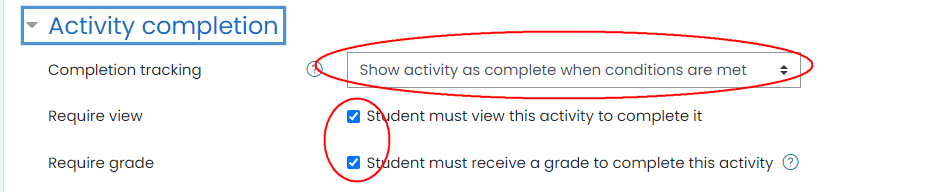 Activity completion
Completion tracking ? Show activity as complete when conditions are met
Require view Student must view this activity to complete it
Require grade Student must receive a grade to complete this activity ?